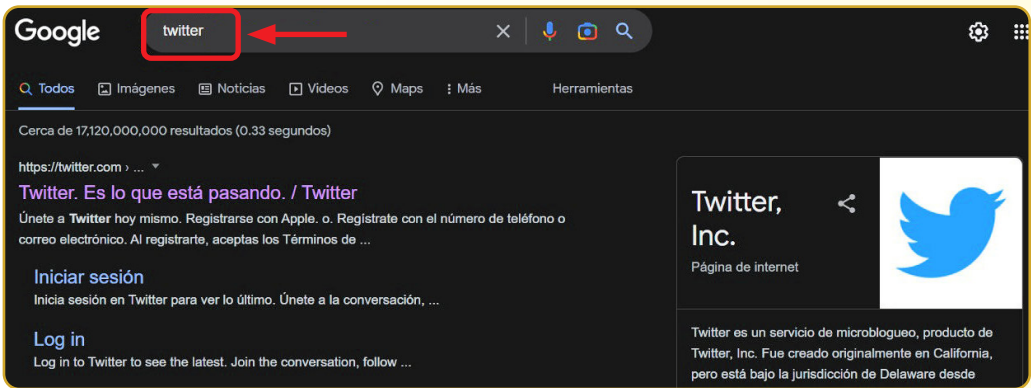 Google
twitter
Todos Imágenes Noticias Videos Maps Más Herramientas
Cerca de 17,120,000,000 resultados (0.33 segundos)
https://twitter.com › ...
Twitter. Es lo que está pasando. / Twitter
Únete a Twitter hoy mismo. Registrarse con Apple. o. Regístrate con el número de teléfono o
correo electrónico. Al registrarte, aceptas los Términos de ...
Iniciar sesión
Inicia sesión en Twitter para ver lo último. Únete a la conversación, ...
Log in
Log in to Twitter to see the latest. Join the conversation, follow ...
Twitter,
Inc.
Página de internet
Twitter es un servicio de microblogueo, producto de
Twitter, Inc. Fue creado originalmente en California,
pero está bajo la jurisdicción de Delaware desde